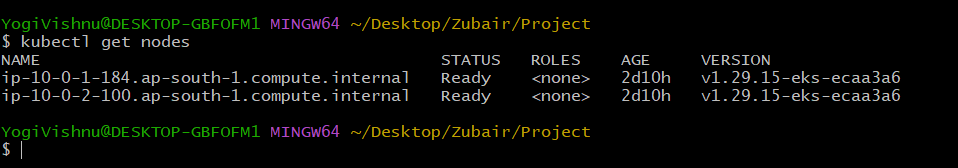 YogiVishnu@DESKTOP-GBFOFM1 MINGW64 ~/Desktop/Zubair/Project
$ kubectl get nodes
NAME STATUS ROLES AGE VERSION
ip-10-0-1-184.ap-south-1.compute.internal Ready <none> 2d10h v1.29.15-eks-ecaa3a6
ip-10-0-2-100.ap-south-1.compute.internal Ready <none> 2d10h v1.29.15-eks-ecaa3a6
YogiVishnu@DESKTOP-GBFOFM1 MINGW64 ~/Desktop/Zubair/Project
$